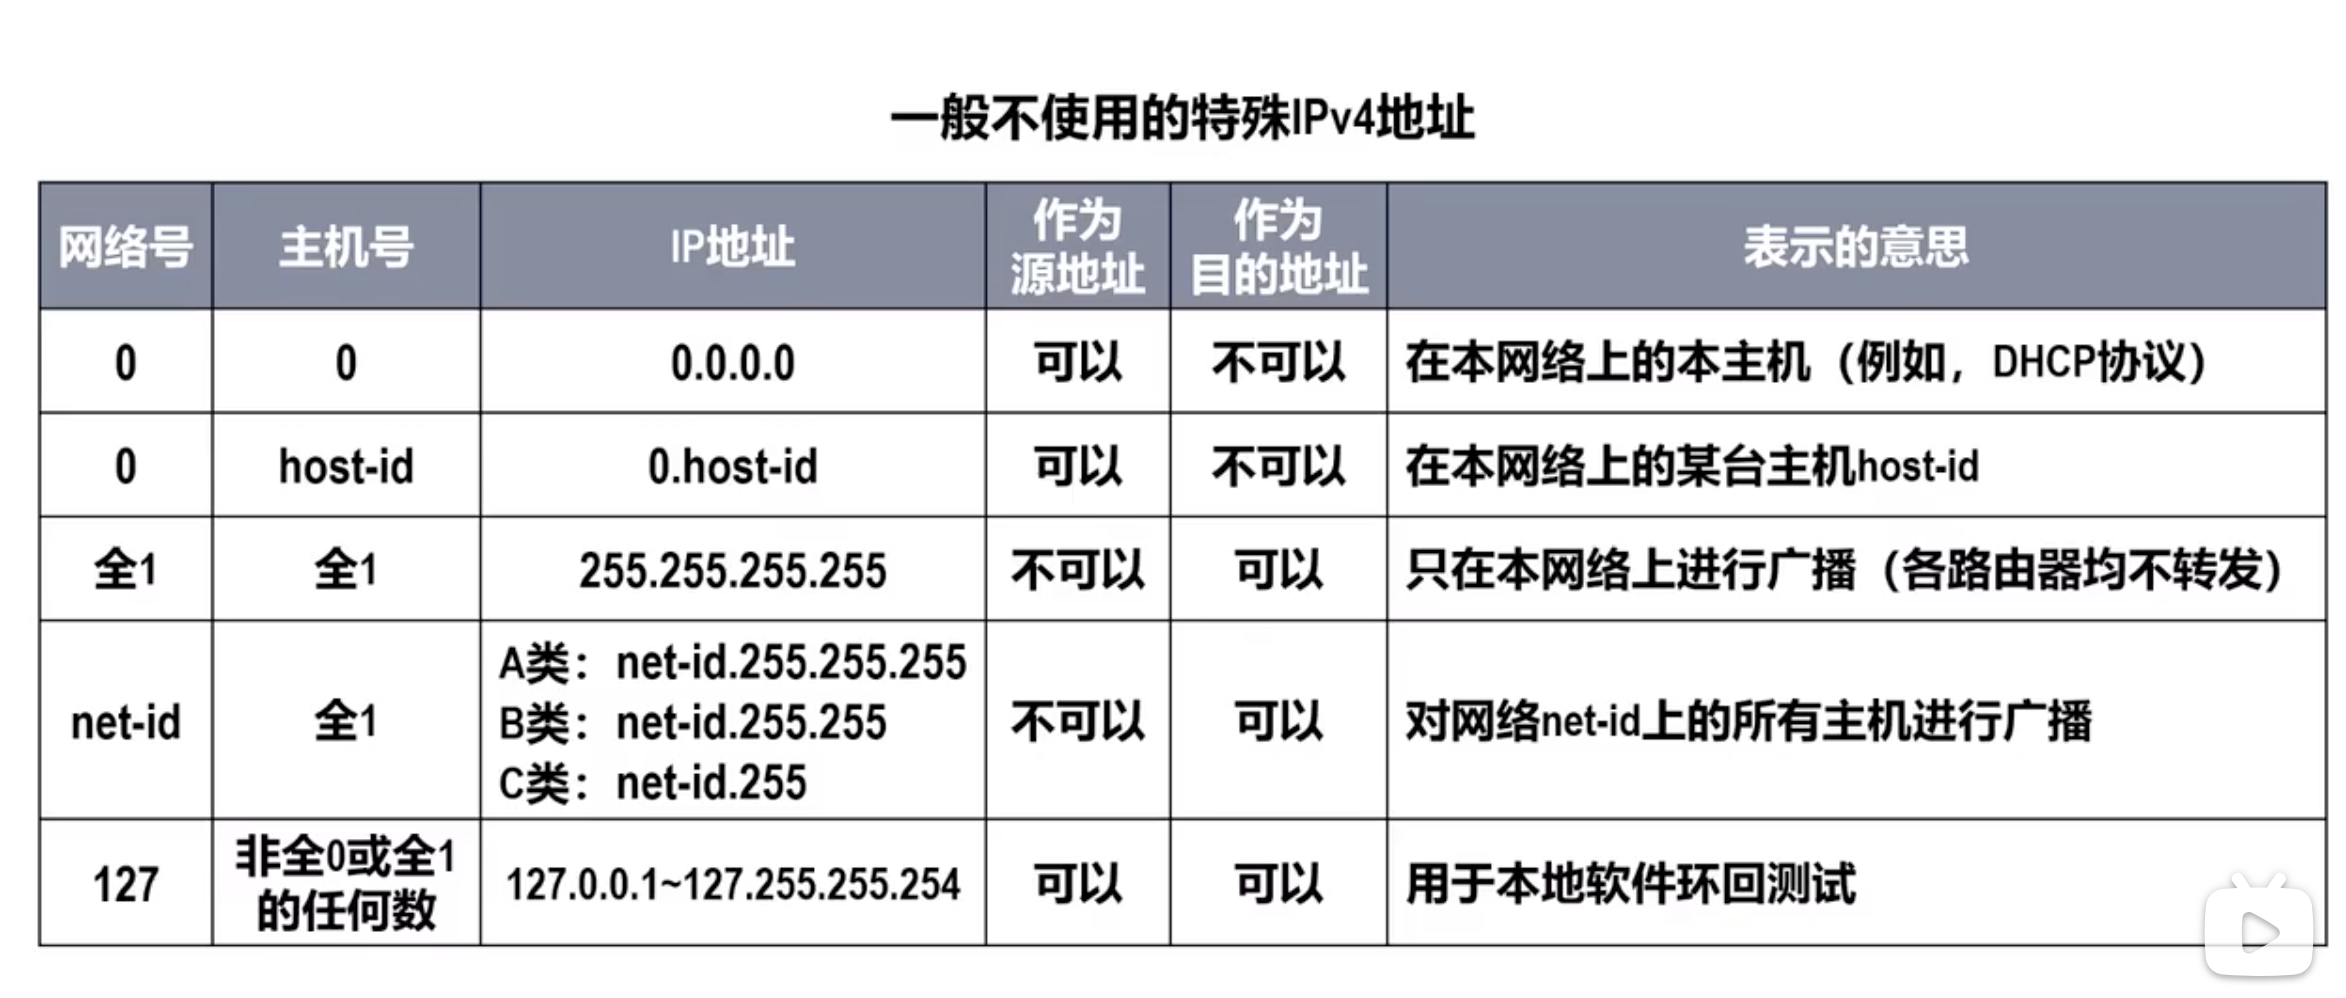 一般不使用的特殊IPv4地址
网络号 主机号 IP地址 作为源地址 作为目的地址 表示的意思
0 0 0.0.0.0 可以 不可以 在本网络上的本主机（例如，DHCP协议）
0 host-id 0.host-id 可以 不可以 在本网络上的某台主机host-id
全1 全1 255.255.255.255 不可以 可以 只在本网络上进行广播（各路由器均不转发）
net-id 全1 A类：net-id.255.255.255
B类：net-id.255.255
C类：net-id.255 不可以 可以 对网络net-id上的所有主机进行广播
127 非全0或全1的任何数 127.0.0.1~127.255.255.254 可以 可以 用于本地软件环回测试